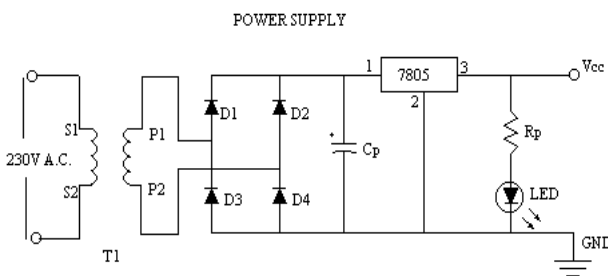 POWER SUPPLY
1
7805
3
Vcc
2
D1
D2
S1
P1
Rp
230V A.C.
Cp
+
S2
P2
D3
D4
LED
GND
T1